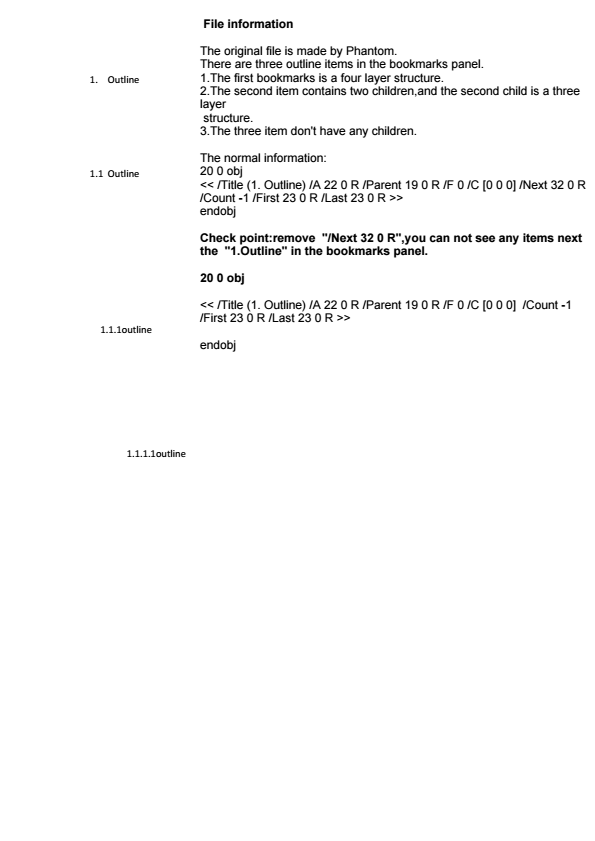 File information
The original file is made by Phantom.
There are three outline items in the bookmarks panel.
1. Outline
1.The first bookmarks is a four layer structure.
2.The second item contains two children,and the second child is a three
layer
structure.
3.The three item don't have any children.
The normal information:
1.1 Outline
20 0 obj
<< /Title (1. Outline) /A 22 0 R /Parent 19 0 R /F 0 /C [0 0 0] /Next 32 0 R
/Count -1 /First 23 0 R /Last 23 0 R >>
endobj
Check point:remove "/Next 32 0 R",you can not see any items next
the "1.Outline" in the bookmarks panel.
20 0 obj
<< /Title (1. Outline) /A 22 0 R /Parent 19 0 R /F 0 /C [0 0 0] /Count -1
/First 23 0 R /Last 23 0 R >>
1.1.1outline
endobj
1.1.1.1outline